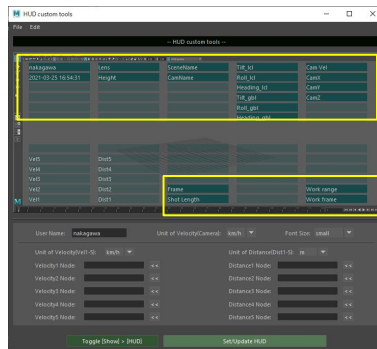 HUD custom tools
File Edit
-- HUD custom tools --
nakagawa Lens SceneName Tilt_lcl Cam Vel
2021-03-25 16:54:31 Height CamName Roll_lcl CamX
Heading_lcl CamY
Tilt_gbl CamZ
Roll_gbl
Heading_gbl
Vel5 Dist5
Vel4 Dist4
Vel3 Dist3
Vel2 Dist2 Frame Work range
Vel1 Dist1 Shot Length Work frame
User Name: nakagawa Unit of Velocity(Camera): km/h Font Size: small
Unit of Velocity(Vel1-5): km/h Unit of Distance(Dist1-5): m
Velocity1 Node: << Distance1 Node: <<
Velocity2 Node: << Distance2 Node: <<
Velocity3 Node: << Distance3 Node: <<
Velocity4 Node: << Distance4 Node: <<
Velocity5 Node: << Distance5 Node: <<
Toggle [Show] > [HUD] Set/Update HUD